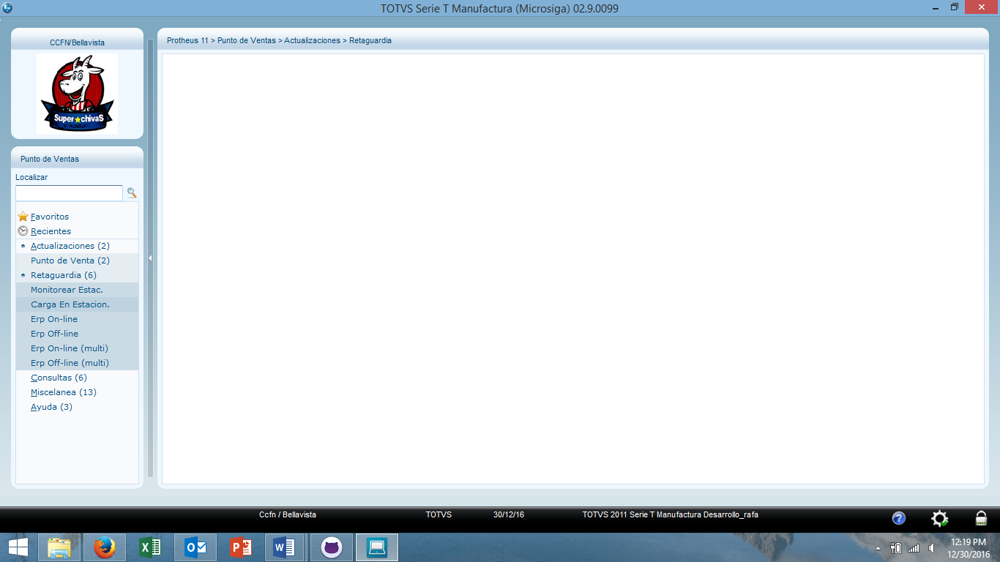 TOTVS Serie T Manufactura (Microsiga) 02.9.0099
CCFN/Bellavista
Super chivaS
Protheus 11 > Punto de Ventas > Actualizaciones > Retaguardia
Punto de Ventas
Localizar
Favoritos
Recientes
Actualizaciones (2)
Punto de Venta (2)
Retaguardia (6)
Monitorear Estac.
Carga En Estacion.
Erp On-line
Erp Off-line
Erp On-line (multi)
Erp Off-line (multi)
Consultas (6)
Miscelanea (13)
Ayuda (3)
Ccfn / Bellavista TOTVS 30/12/16 TOTVS 2011 Serie T Manufactura Desarrollo_rafa
12:19 PM
12/30/2016